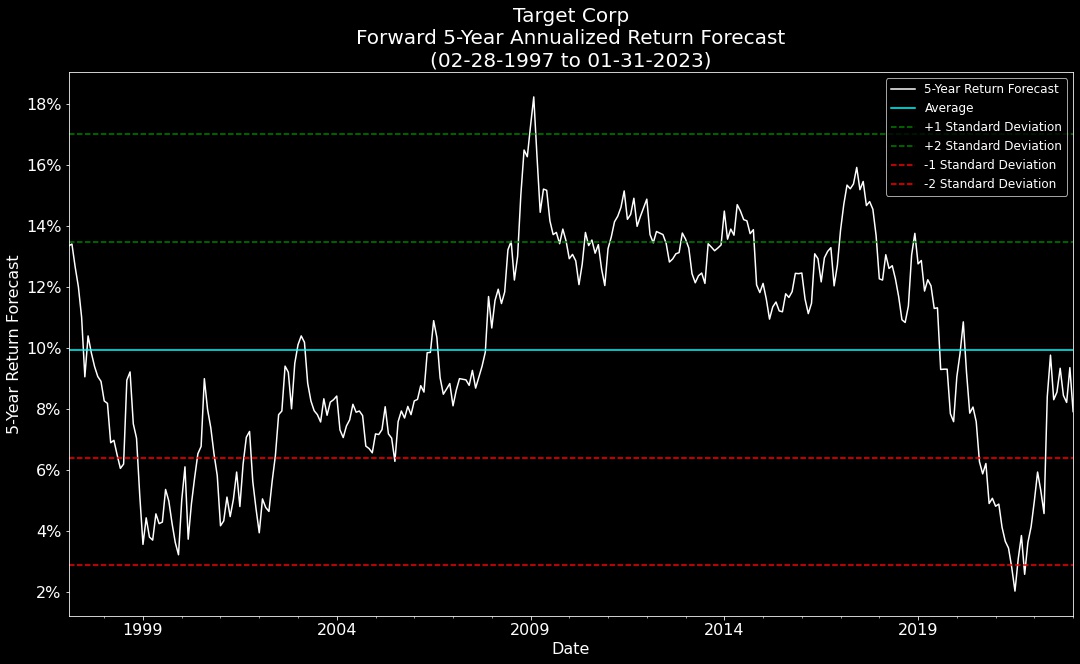 Target Corp
Forward 5-Year Annualized Return Forecast
(02-28-1997 to 01-31-2023)
5-Year Return Forecast
18%
16%
14%
12%
10%
8%
6%
4%
2%
5-Year Return Forecast
Average
+1 Standard Deviation
+2 Standard Deviation
-1 Standard Deviation
-2 Standard Deviation
1999
2004
2009
2014
2019
Date